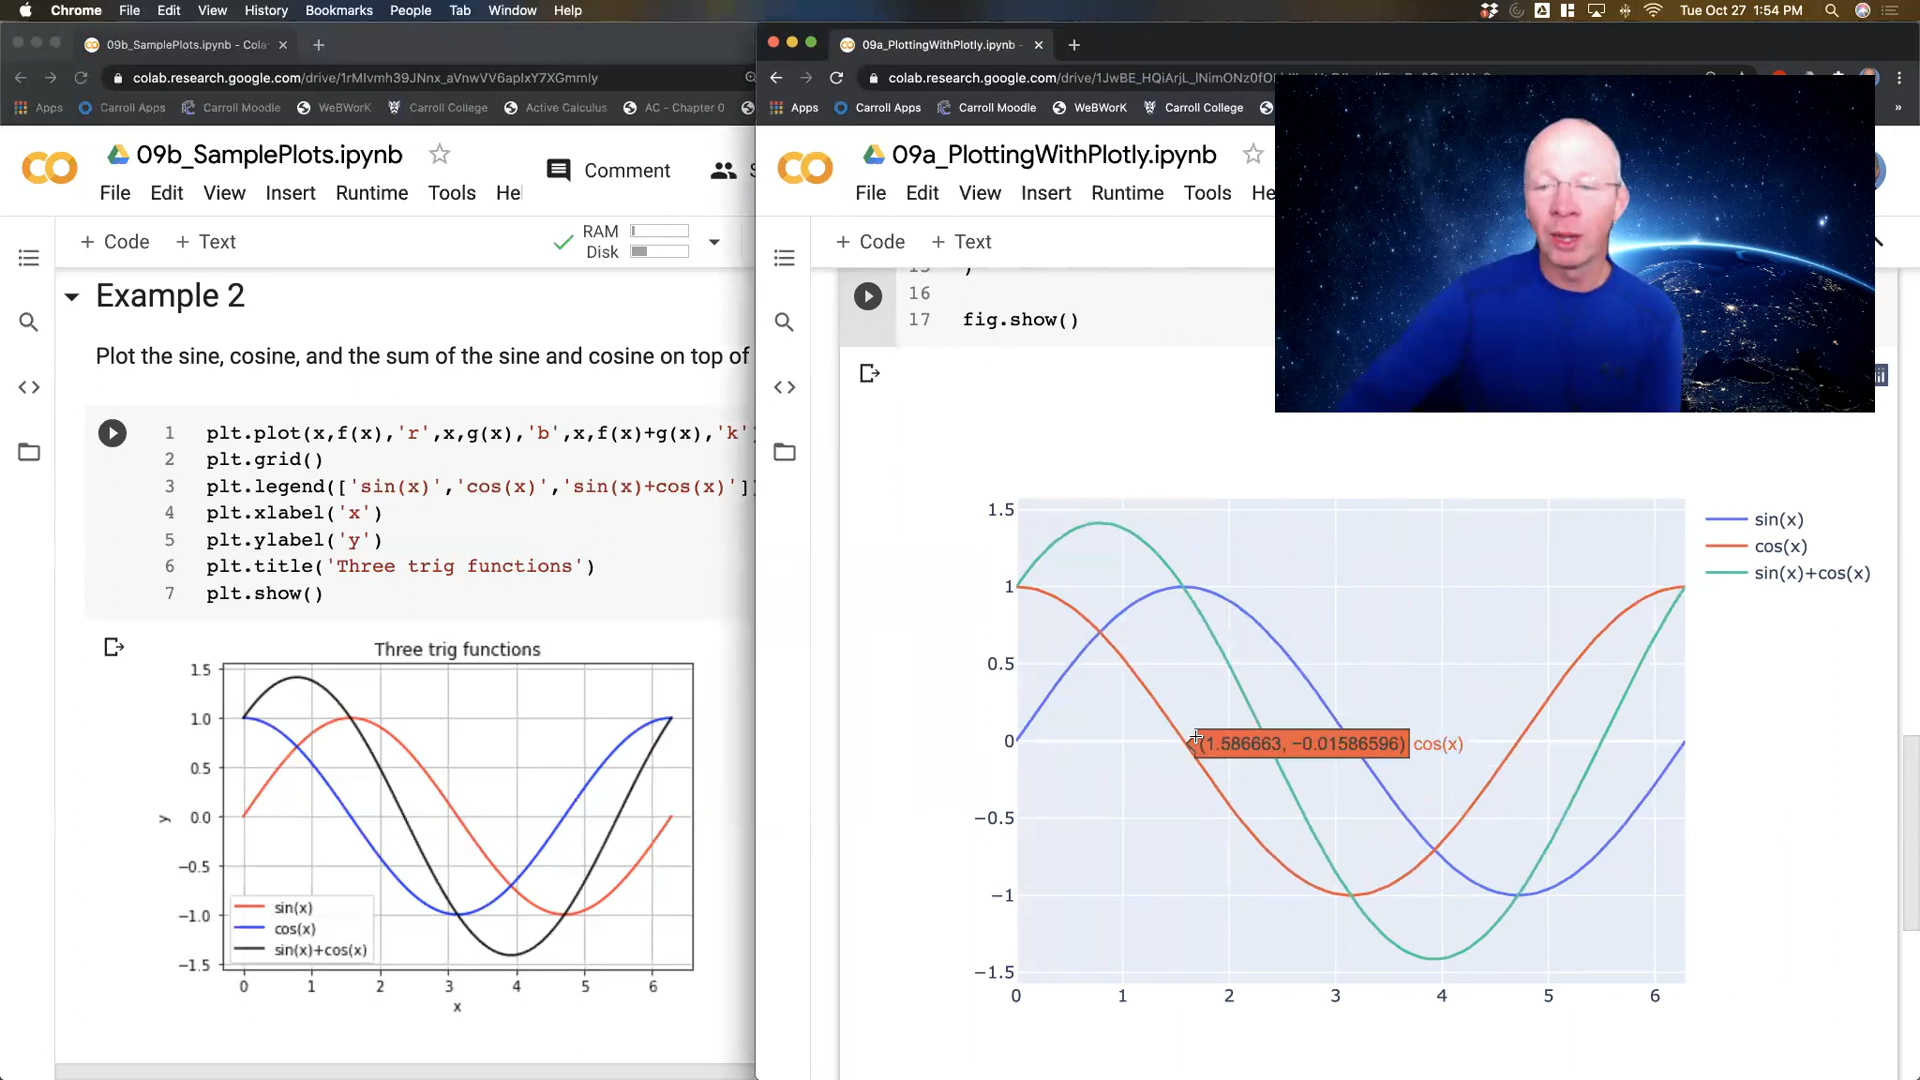 Chrome File Edit View History Bookmarks People Tab Window Help
Tue Oct 27 1:54 PM
09b_SamplePlots.ipynb - Cola
colab.research.google.com/drive/1rMIvmh39JNnx_aVnwVV6apIxY7XGmmIy
Apps Carroll Apps Carroll Moodle WeBWorK Carroll College Active Calculus AC - Chapter 0
09b_SamplePlots.ipynb
Comment
File Edit View Insert Runtime Tools He
+ Code + Text
RAM
Disk
Example 2
Plot the sine, cosine, and the sum of the sine and cosine on top of
1 plt.plot(x,f(x),'r',x,g(x),'b',x,f(x)+g(x),'k'
2 plt.grid()
3 plt.legend(['sin(x)','cos(x)','sin(x)+cos(x)']
4 plt.xlabel('x')
5 plt.ylabel('y')
6 plt.title('Three trig functions')
7 plt.show()
Three trig functions
1.5
1.0
0.5
0.0
−0.5
−1.0
−1.5
y
sin(x)
cos(x)
sin(x)+cos(x)
0 1 2 3 4 5 6
x
09a_PlottingWithPlotly.ipynb -
colab.research.google.com/drive/1JwBE_HQiArjL_lNimONz0fO
Apps Carroll Apps Carroll Moodle WeBWorK Carroll College
09a_PlottingWithPlotly.ipynb
File Edit View Insert Runtime Tools He
+ Code + Text
16
17 fig.show()
1.5
1
0.5
0
−0.5
−1
−1.5
0 1 2 3 4 5 6
(1.586663, −0.01586596) cos(x)
sin(x)
cos(x)
sin(x)+cos(x)